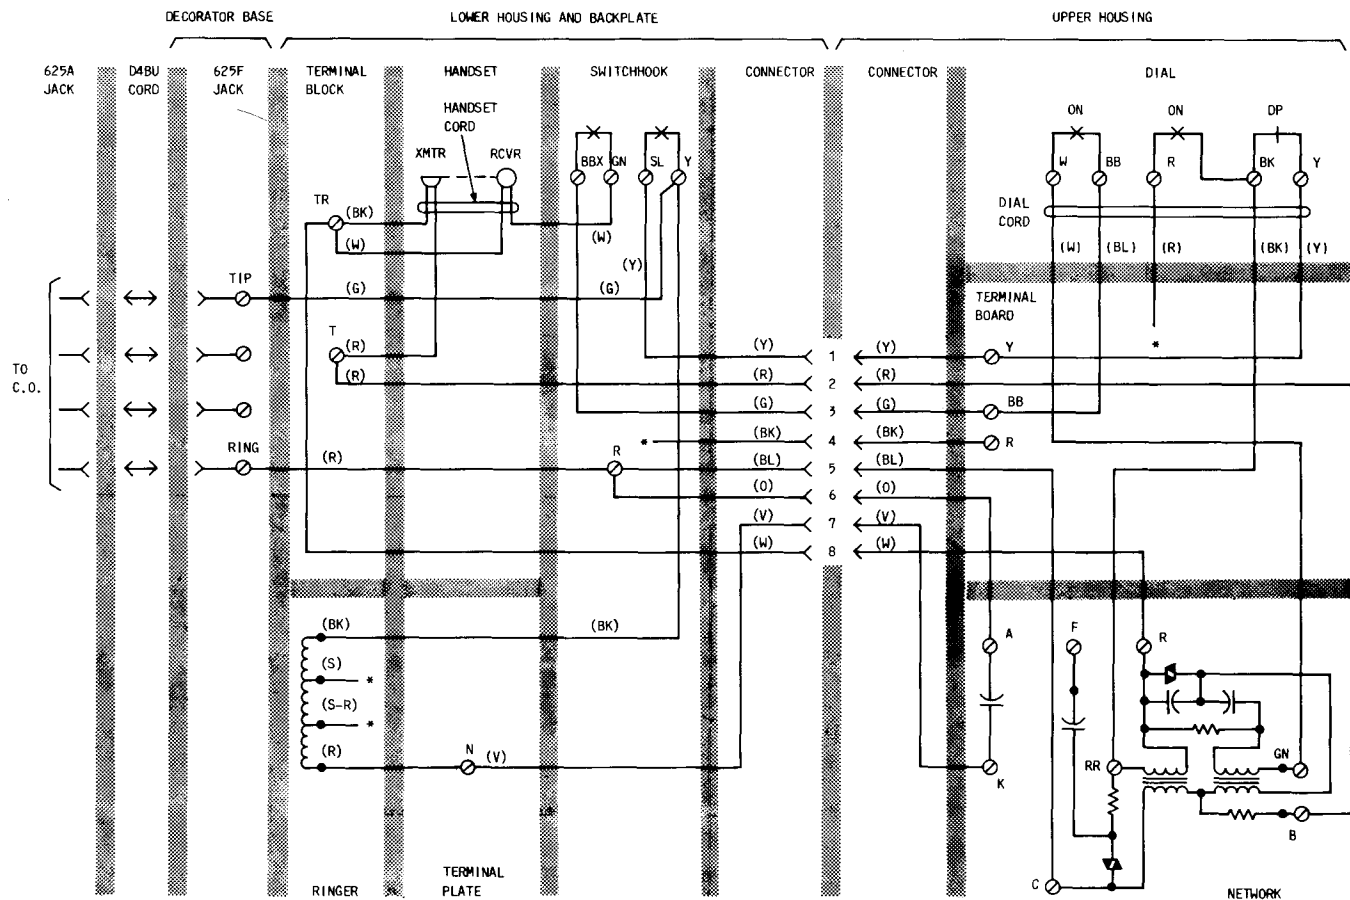 DECORATOR BASE
LOWER HOUSING AND BACKPLATE
UPPER HOUSING
625A JACK
D4BU CORD
625F JACK
TERMINAL BLOCK
HANDSET
SWITCHHOOK
CONNECTOR
CONNECTOR
DIAL
HANDSET CORD
XMTR
RCVR
BBX
GN
SL
Y
ON
ON
DP
W
BB
R
BK
Y
DIAL CORD
TR
(BK)
(W)
(W)
(Y)
(W)
(BL)
(R)
(BK)
(Y)
TO C.O.
TIP
(G)
(G)
TERMINAL BOARD
*
T
(R)
(R)
(Y)
1
(Y)
Y
(R)
2
(R)
(G)
3
(G)
BB
*
(BK)
4
(BK)
R
RING
(R)
R
(BL)
5
(BL)
(O)
6
(O)
(V)
7
(V)
(W)
8
(W)
(BK)
(BK)
(S)
*
(S-R)
*
(R)
N
(V)
A
K
F
R
RR
GN
B
C
RINGER
TERMINAL PLATE
NETWORK